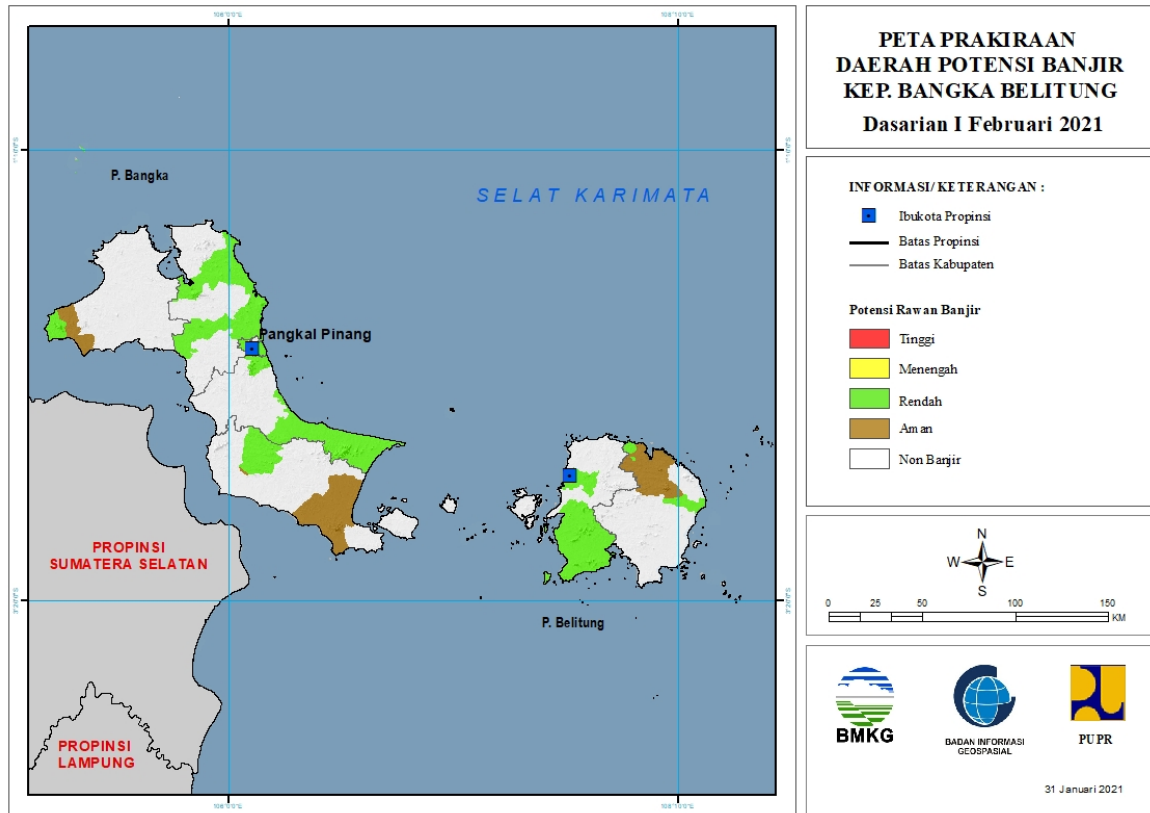 PETA PRAKIRAAN
DAERAH POTENSI BANJIR
KEP. BANGKA BELITUNG
Dasarian I Februari 2021
P. Bangka
SELAT KARIMATA
Pangkal Pinang
PROPINSI
SUMATERA SELATAN
P. Belitung
PROPINSI
LAMPUNG
INFORMASI/ KETERANGAN :
Ibukota Propinsi
Batas Propinsi
Batas Kabupaten
Potensi Rawan Banjir
Tinggi
Menengah
Rendah
Aman
Non Banjir
N
W E
S
0 25 50 100 150
KM
BMKG
BADAN INFORMASI
GEOSPASIAL
PUPR
31 Januari 2021